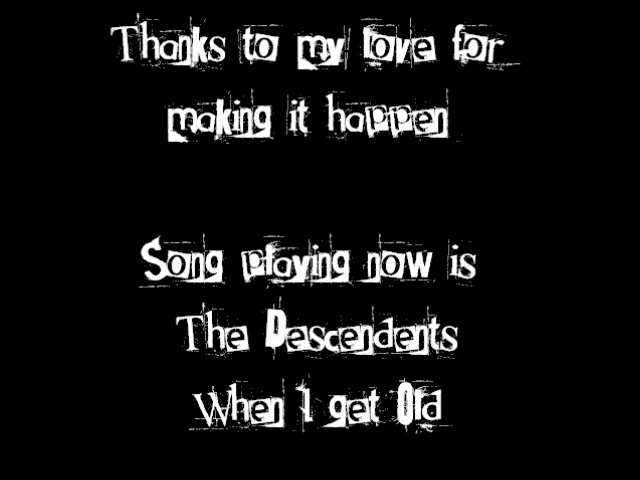 Thanks to my love for
making it happen
Song playing now is
The Descendents
When I get Old